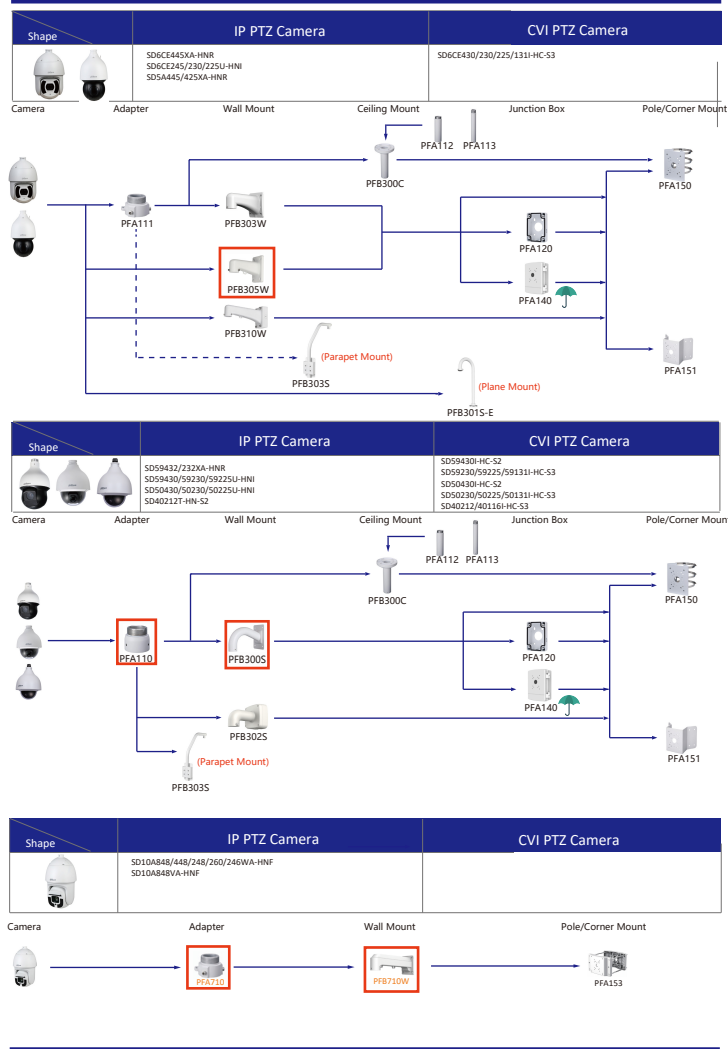 Shape
IP PTZ Camera
CVI PTZ Camera
SD6CE445XA-HNR
SD6CE245/230/225U-HNI
SD5A445/425XA-HNR
SD6CE430/230/225/131I-HC-S3
Camera
Adapter
Wall Mount
Ceiling Mount
Junction Box
Pole/Corner Mount
PFA112
PFA113
PFB300C
PFA150
PFA111
PFB303W
PFA120
PFB305W
PFA140
PFB310W
(Parapet Mount)
PFA151
PFB303S
(Plane Mount)
PFB301S-E
Shape
IP PTZ Camera
CVI PTZ Camera
SD59432/232XA-HNR
SD59430/59230/59225U-HNI
SD50430/50230/50225U-HNI
SD40212T-HN-S2
SD59430I-HC-S2
SD59230/59225/59131I-HC-S3
SD50430I-HC-S2
SD50230/50225/50131I-HC-S3
SD40212/40116I-HC-S3
Camera
Adapter
Wall Mount
Ceiling Mount
Junction Box
Pole/Corner Moun
PFA112
PFA113
PFB300C
PFA150
PFA110
PFB300S
PFA120
PFA140
PFB302S
(Parapet Mount)
PFA151
PFB303S
Shape
IP PTZ Camera
CVI PTZ Camera
SD10A848/448/248/260/246WA-HNF
SD10A848VA-HNF
Camera
Adapter
Wall Mount
Pole/Corner Mount
PFA710
PFB710W
PFA153